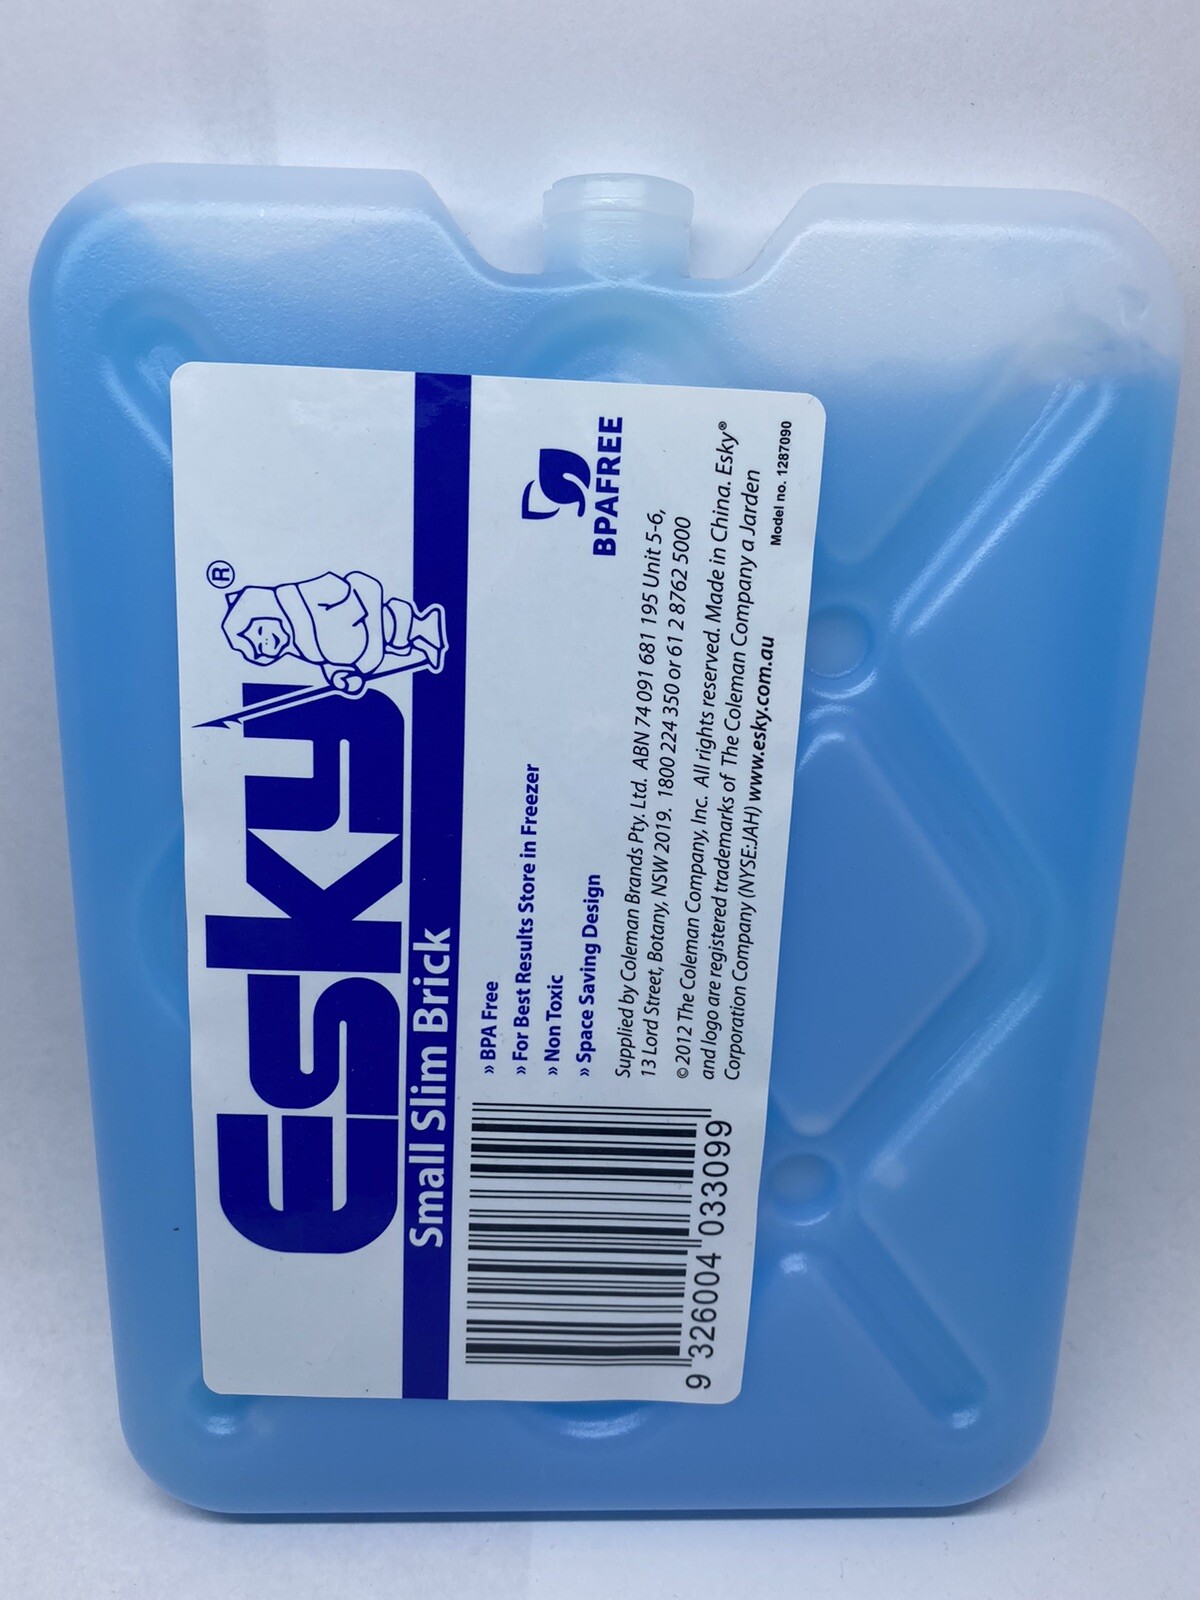 Esky®
Small Slim Brick
» BPA Free
» For Best Results Store in Freezer
» Non Toxic
» Space Saving Design
BPAFREE
Supplied by Coleman Brands Pty. Ltd. ABN 74 091 681 195 Unit 5-6,
13 Lord Street, Botany, NSW 2019. 1800 224 350 or 61 2 8762 5000
© 2012 The Coleman Company, Inc. All rights reserved. Made in China. Esky®
and logo are registered trademarks of The Coleman Company a Jarden
Corporation Company (NYSE:JAH) www.esky.com.au
Model no. 1287090
9 326004 033099